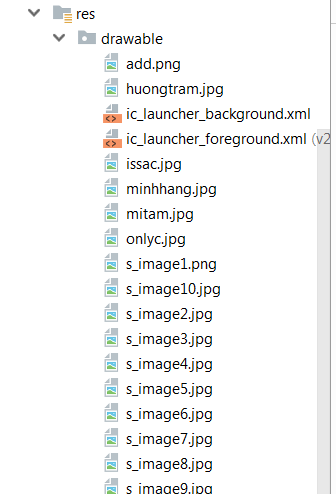 res
drawable
add.png
huongtram.jpg
ic_launcher_background.xml
ic_launcher_foreground.xml (v2
issac.jpg
minhhang.jpg
mitam.jpg
onlyc.jpg
s_image1.png
s_image10.jpg
s_image2.jpg
s_image3.jpg
s_image4.jpg
s_image5.jpg
s_image6.jpg
s_image7.jpg
s_image8.jpg
s_image9.jpg